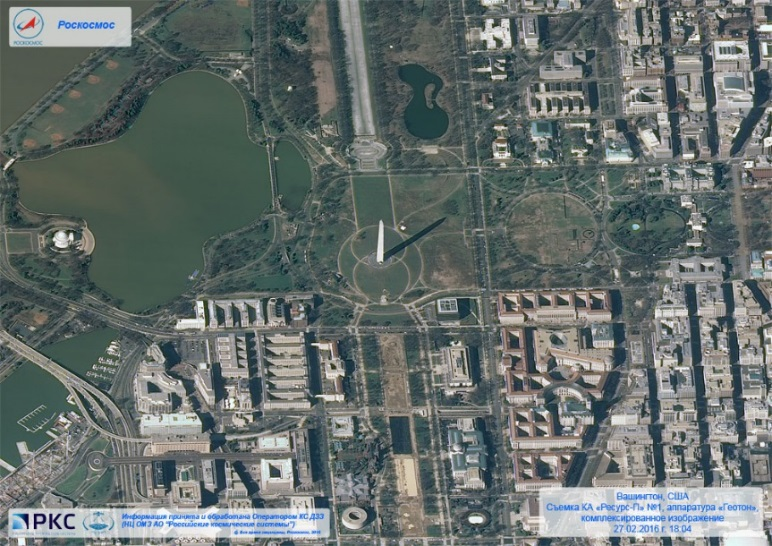 Роскосмос
РОСКОСМОС
Вашингтон, США
Съемка КА «Ресурс-П» №1, аппаратура «Геотон»,
комплексированное изображение
27.02.2016 г. 18:04
РКС
Информация принята и обработана Оператором КС ДЗЗ
(НЦ ОМЗ АО "Российские космические системы")